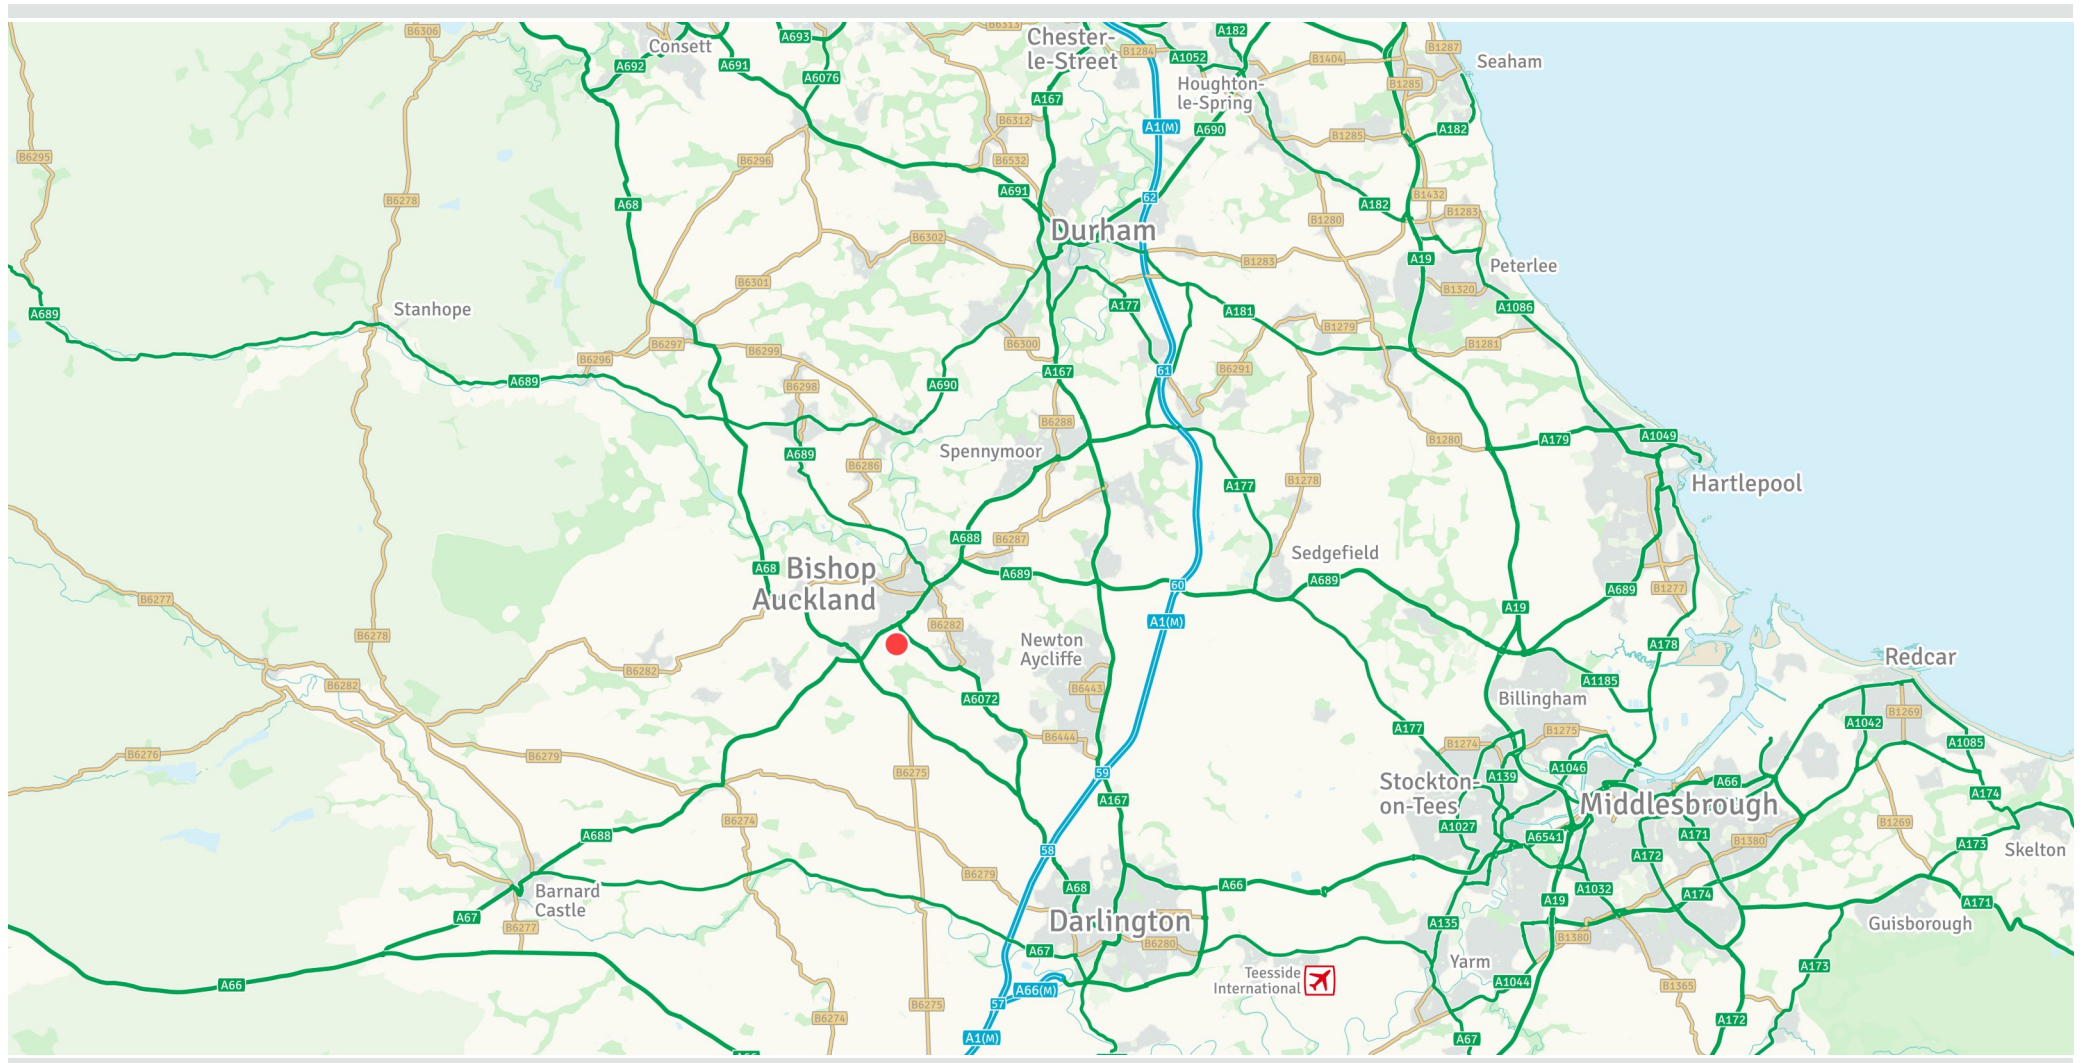 B6306
Consett
A693
B6313
Chester-
le-Street
B1284
A1052
A182
B1404
B1287
Seaham
A692
A691
A6076
A167
Houghton-
le-Spring
B1285
B6312
A1(M)
A690
B1285
A182
B6295
B6296
B6532
A691
62
B6278
A68
B1432
A182
B1283
B1280
Durham
B6302
B1283
A19
Peterlee
B6301
B1320
A689
Stanhope
A177
A181
A1086
B1279
B6297
B6299
B6300
B1281
B6296
A689
B6298
A690
A167
61
B6291
B6288
A689
Spennymoor
B6286
B1280
A179
A1049
A177
B1278
Hartlepool
A688
B6287
Sedgefield
A68
Bishop
Auckland
A689
60
A689
A689
B1277
B6277
A19
A1(M)
B6282
B6278
Newton
Aycliffe
A178
Redcar
B6282
B6282
B6443
A1185
A6072
Billingham
B1269
A1042
A177
B1275
B6444
B1274
A1085
B6276
B6279
B6275
59
A139
A1046
Stockton-
on-Tees
A66
Middlesbrough
A174
A167
B6274
A1027
A6541
A171
B1380
B1269
A688
58
A172
A173
Skelton
B6279
A68
A66
A1032
A174
Barnard
Castle
A67
A19
A171
Darlington
B6277
A135
Guisborough
B1380
B6280
A67
Yarm
A173
Teesside
International
A66
A66(M)
A1044
B1365
57
B6275
B6274
A172
A1(M)
A67